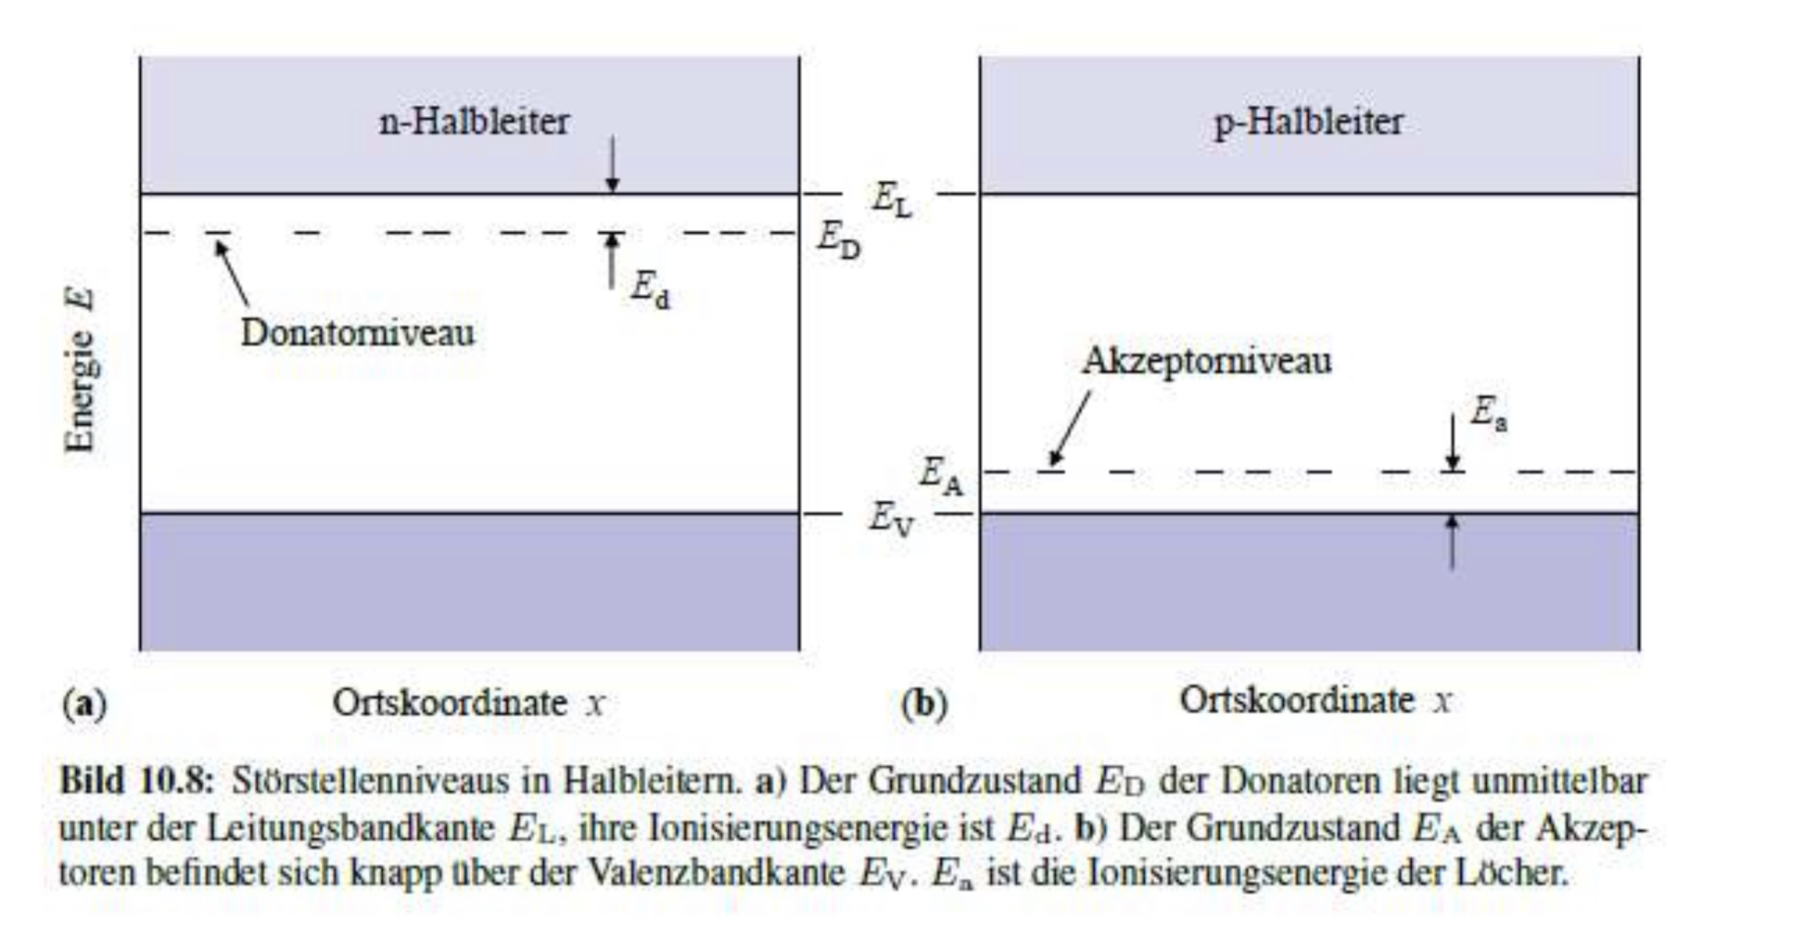 n-Halbleiter
p-Halbleiter
E_L
E_D
E_d
Donatorniveau
Energie E
Akzeptorniveau
E_a
E_A
E_V
(a)
Ortskoordinate x
(b)
Ortskoordinate x
Bild 10.8: Störstellenniveaus in Halbleitern. a) Der Grundzustand E_D der Donatoren liegt unmittelbar
unter der Leitungsbandkante E_L, ihre Ionisierungsenergie ist E_d. b) Der Grundzustand E_A der Akzep-
toren befindet sich knapp über der Valenzbandkante E_V. E_a ist die Ionisierungsenergie der Löcher.